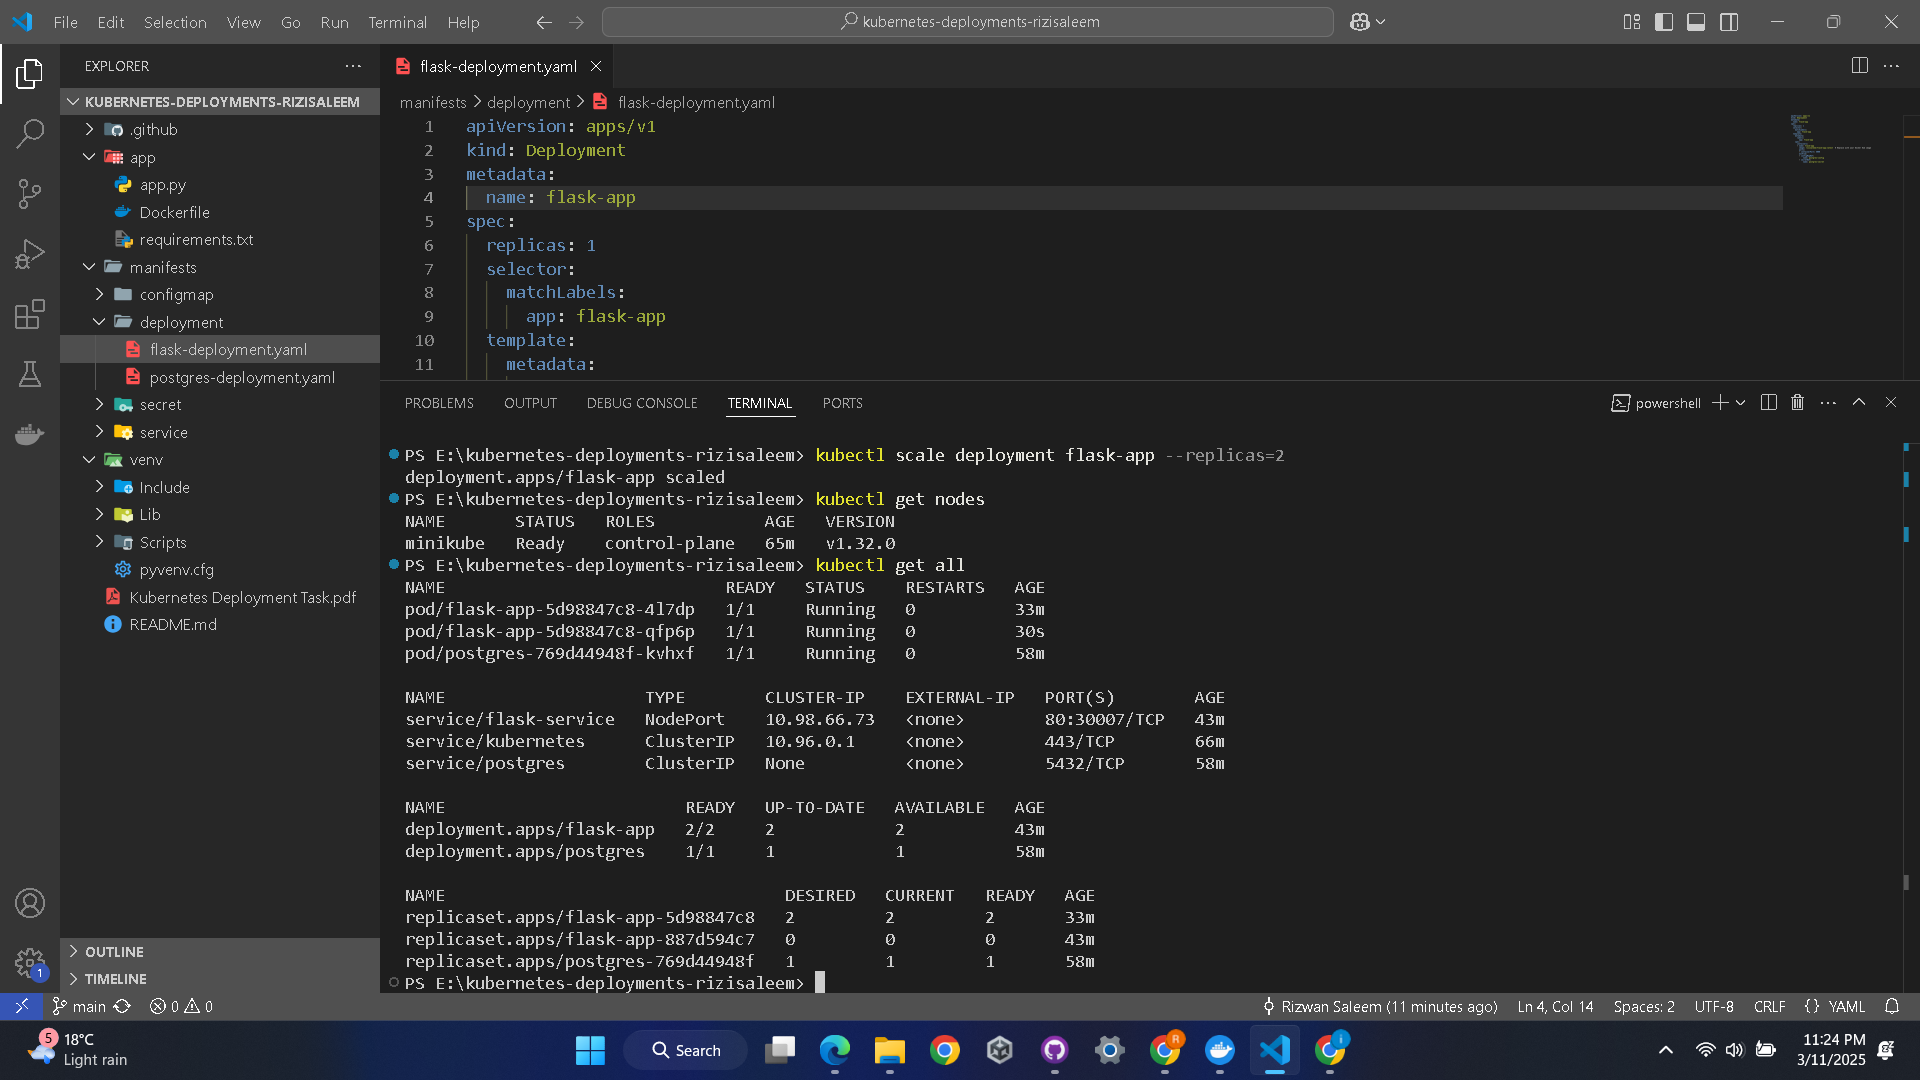 File Edit Selection View Go Run Terminal Help
kubernetes-deployments-rizisaleem
EXPLORER
KUBERNETES-DEPLOYMENTS-RIZISALEEM
.github
app
app.py
Dockerfile
requirements.txt
manifests
configmap
deployment
flask-deployment.yaml
postgres-deployment.yaml
secret
service
venv
Include
Lib
Scripts
pyvenv.cfg
Kubernetes Deployment Task.pdf
README.md
OUTLINE
TIMELINE
1
flask-deployment.yaml
manifests > deployment > flask-deployment.yaml
1 apiVersion: apps/v1
2 kind: Deployment
3 metadata:
4 name: flask-app
5 spec:
6 replicas: 1
7 selector:
8 matchLabels:
9 app: flask-app
10 template:
11 metadata:
PROBLEMS OUTPUT DEBUG CONSOLE TERMINAL PORTS
powershell
PS E:\kubernetes-deployments-rizisaleem> kubectl scale deployment flask-app --replicas=2
deployment.apps/flask-app scaled
PS E:\kubernetes-deployments-rizisaleem> kubectl get nodes
NAME STATUS ROLES AGE VERSION
minikube Ready control-plane 65m v1.32.0
PS E:\kubernetes-deployments-rizisaleem> kubectl get all
NAME READY STATUS RESTARTS AGE
pod/flask-app-5d98847c8-4l7dp 1/1 Running 0 33m
pod/flask-app-5d98847c8-qfp6p 1/1 Running 0 30s
pod/postgres-769d44948f-kvhxf 1/1 Running 0 58m
NAME TYPE CLUSTER-IP EXTERNAL-IP PORT(S) AGE
service/flask-service NodePort 10.98.66.73 <none> 80:30007/TCP 43m
service/kubernetes ClusterIP 10.96.0.1 <none> 443/TCP 66m
service/postgres ClusterIP None <none> 5432/TCP 58m
NAME READY UP-TO-DATE AVAILABLE AGE
deployment.apps/flask-app 2/2 2 2 43m
deployment.apps/postgres 1/1 1 1 58m
NAME DESIRED CURRENT READY AGE
replicaset.apps/flask-app-5d98847c8 2 2 2 33m
replicaset.apps/flask-app-887d594c7 0 0 0 43m
replicaset.apps/postgres-769d44948f 1 1 1 58m
PS E:\kubernetes-deployments-rizisaleem>
main 0 0 Rizwan Saleem (11 minutes ago) Ln 4, Col 14 Spaces: 2 UTF-8 CRLF {} YAML
5
18°C
Light rain
Search
R
11:24 PM
3/11/2025